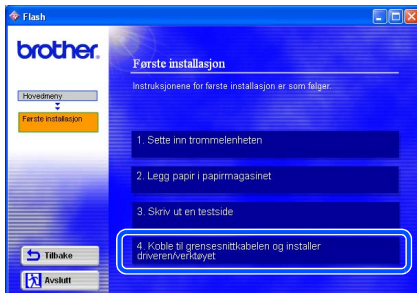 Flash
brother.
Hovedmeny
Første installasjon
Første installasjon
Instruksjonene for første installasjon er som følger.
1. Sette inn trommelenheten
2. Legg papir i papirmagasinet
3. Skriv ut en testside
4. Koble til grensesnittkabelen og installer
driveren/verktøyet
Tilbake
Avslutt